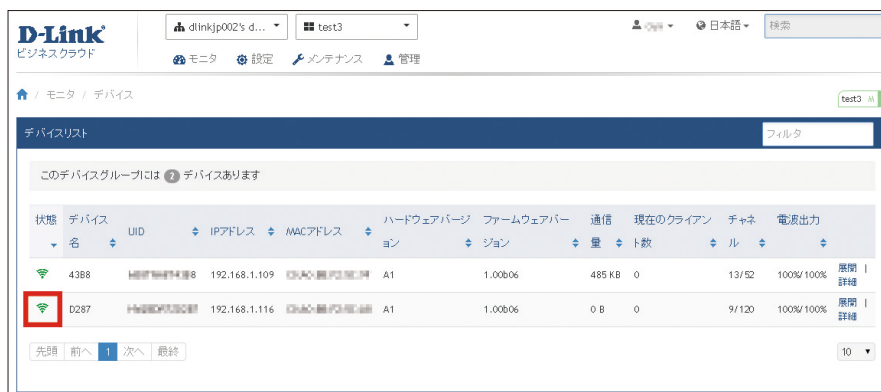 D-Link
ビジネスクラウド
dlinkjp002's d...
test3
日本語
検索
モニタ
設定
メンテナンス
管理
/ モニタ / デバイス
test3
デバイスリスト
フィルタ
このデバイスグループには 2 デバイスあります
状態 デバイス名 UID IPアドレス MACアドレス ハードウェアバージョン ファームウェアバージョン 通信量 現在のクライアント数 チャネル 電波出力
43B8 192.168.1.109 A1 1.00b06 485 KB 0 13/52 100%/100% 展開 | 詳細
D287 192.168.1.116 A1 1.00b06 0 B 0 9/120 100%/100% 展開 | 詳細
先頭 前へ 1 次へ 最終
10